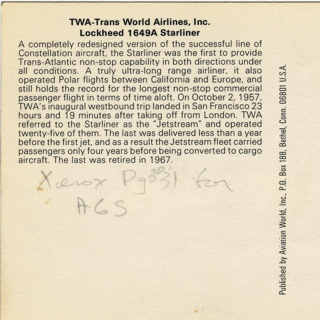 TWA-Trans World Airlines, Inc.
Lockheed 1649A Starliner
A completely redesigned version of the successful line of
Constellation aircraft, the Starliner was the first to provide
Trans-Atlantic non-stop capability in both directions under
all conditions. A truly ultra-long range airliner, it also
operated Polar flights between California and Europe, and
still holds the record for the longest non-stop commercial
passenger flight in terms of time aloft. On October 2, 1957,
TWA's inaugural westbound trip landed in San Francisco 23
hours and 19 minutes after taking off from London. TWA
referred to the Starliner as the "Jetstream" and operated
twenty-five of them. The last was delivered less than a year
before the first jet, and as a result the Jetstream fleet carried
passengers only four years before being converted to cargo
aircraft. The last was retired in 1967.
Xerox Pg
AGS
Published by Aviation World, Inc., P.O. Box 188, Bethel, Conn. 06801 U.S.A.